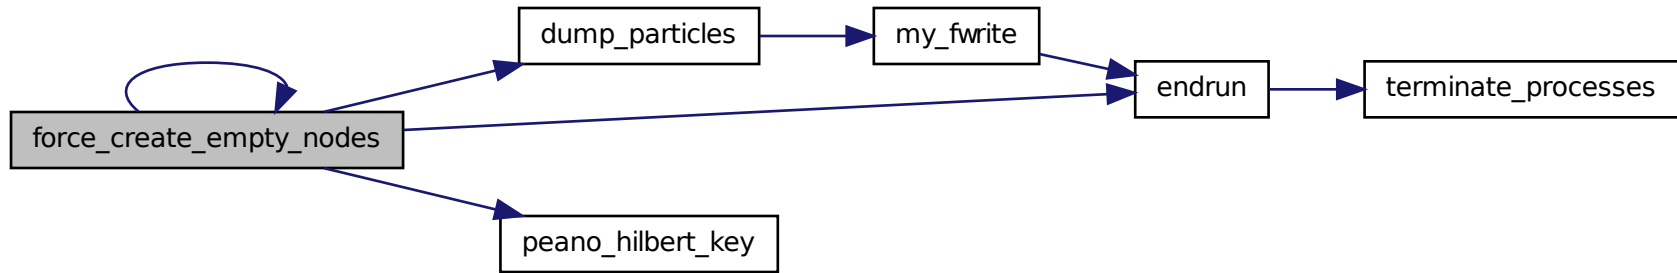 dump_particles
my_fwrite
endrun
terminate_processes
force_create_empty_nodes
peano_hilbert_key